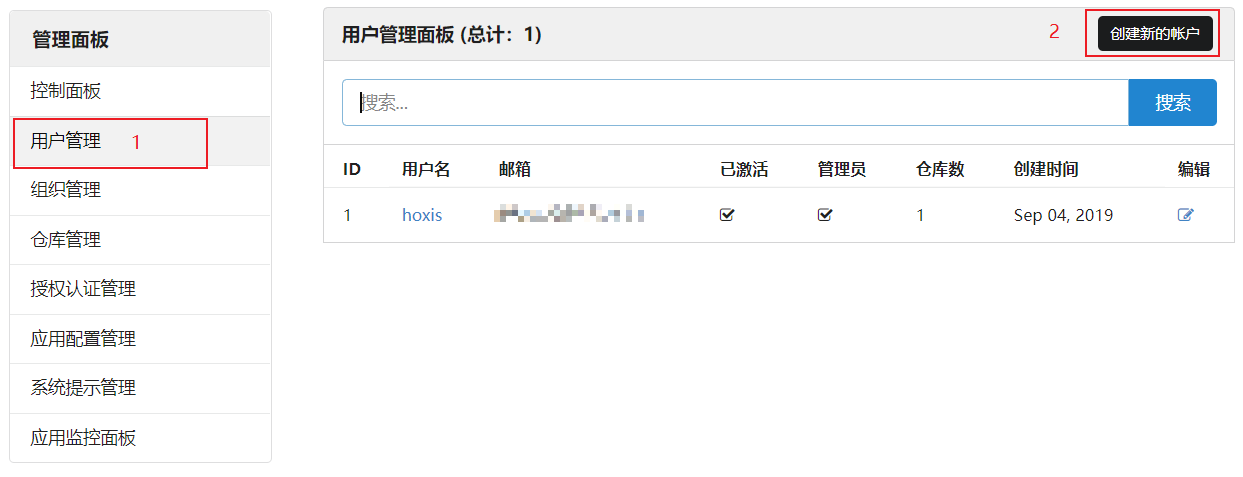 管理面板
控制面板
用户管理 1
组织管理
仓库管理
授权认证管理
应用配置管理
系统提示管理
应用监控面板
用户管理面板 (总计：1) 2 创建新的帐户
搜索... 搜索
ID 用户名 邮箱 已激活 管理员 仓库数 创建时间 编辑
1 hoxis 1 Sep 04, 2019